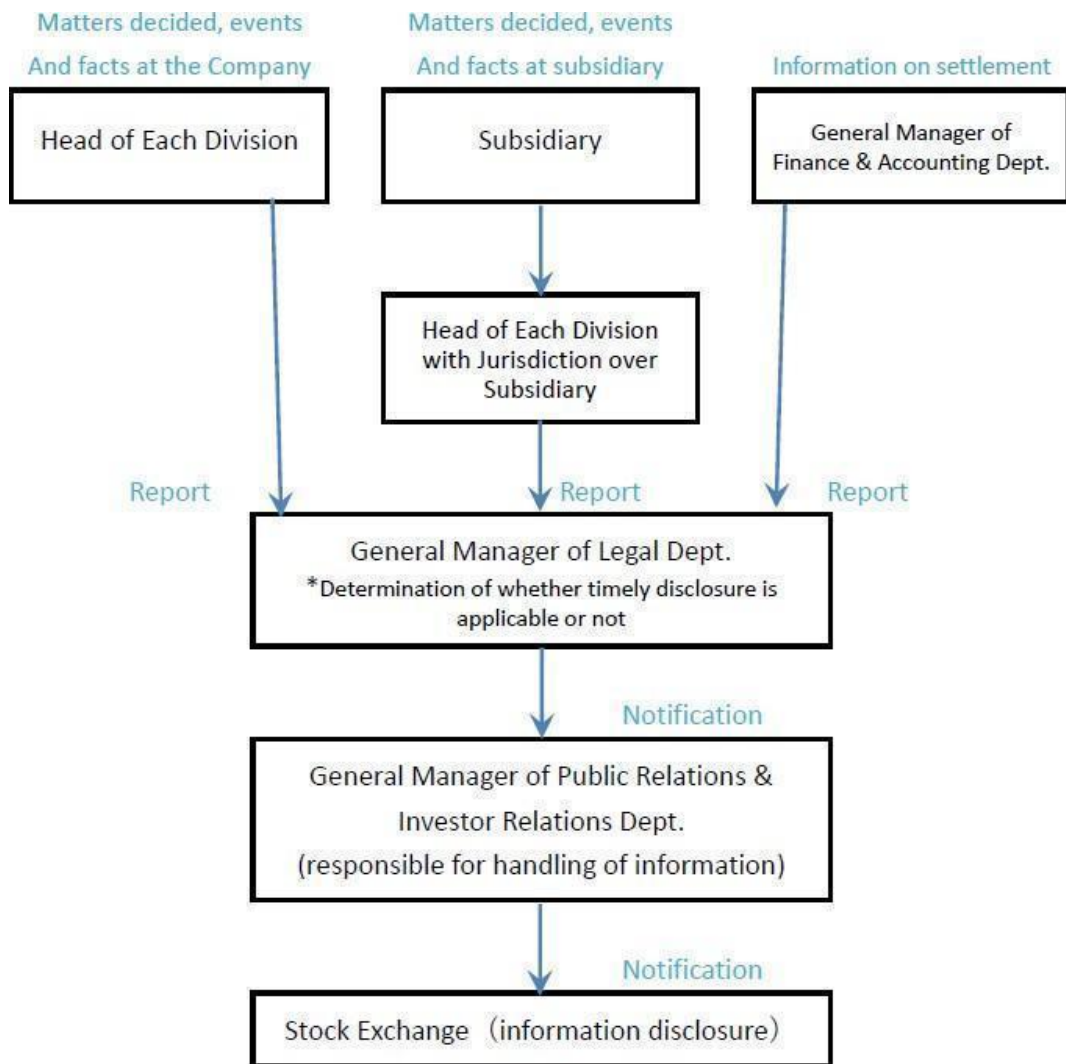 Matters decided, events
And facts at the Company
Matters decided, events
And facts at subsidiary
Information on settlement
Head of Each Division
Subsidiary
General Manager of
Finance & Accounting Dept.
Head of Each Division
with Jurisdiction over
Subsidiary
Report
Report
Report
General Manager of Legal Dept.
*Determination of whether timely disclosure is
applicable or not
Notification
General Manager of Public Relations &
Investor Relations Dept.
(responsible for handling of information)
Notification
Stock Exchange（information disclosure）